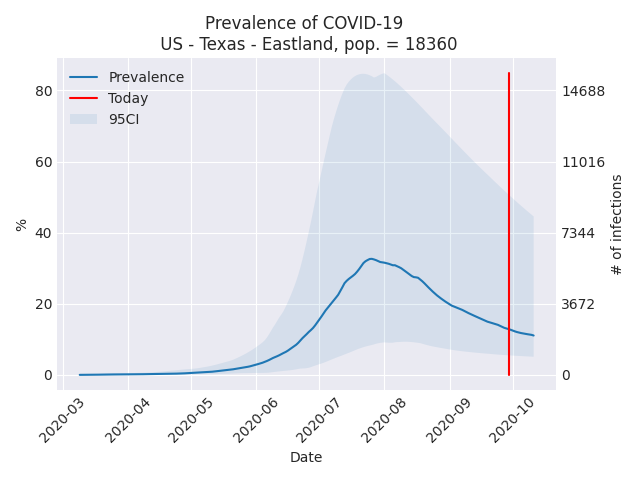 Prevalence of COVID-19
US - Texas - Eastland, pop. = 18360
Prevalence
Today
95CI
80
60
40
20
0
%
14688
11016
7344
3672
0
# of infections
2020-03
2020-04
2020-05
2020-06
2020-07
2020-08
2020-09
2020-10
Date